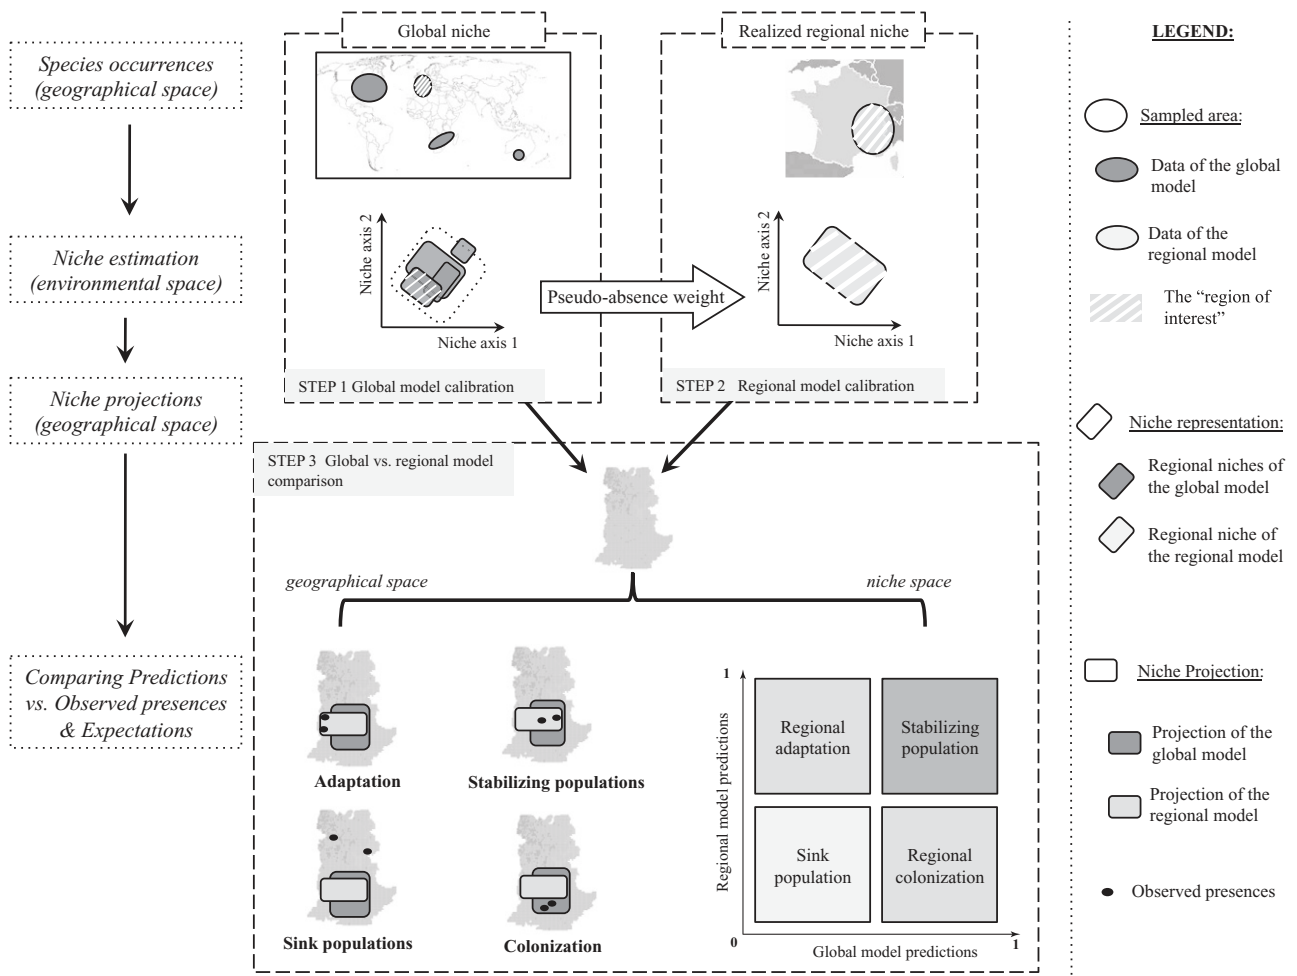 Species occurrences
(geographical space)
Niche estimation
(environmental space)
Niche projections
(geographical space)
Comparing Predictions
vs. Observed presences
& Expectations
Global niche
Niche axis 2
Niche axis 1
STEP 1 Global model calibration
Pseudo-absence weight
Realized regional niche
Niche axis 2
Niche axis 1
STEP 2 Regional model calibration
STEP 3 Global vs. regional model
comparison
geographical space
niche space
Adaptation
Stabilizing populations
Sink populations
Colonization
Regional model predictions
1
Regional
adaptation
Stabilizing
population
Sink
population
Regional
colonization
0
Global model predictions
1
LEGEND:
Sampled area:
Data of the global
model
Data of the
regional model
The “region of
interest”
Niche representation:
Regional niches of
the global model
Regional niche of
the regional model
Niche Projection:
Projection of the
global model
Projection of the
regional model
Observed presences